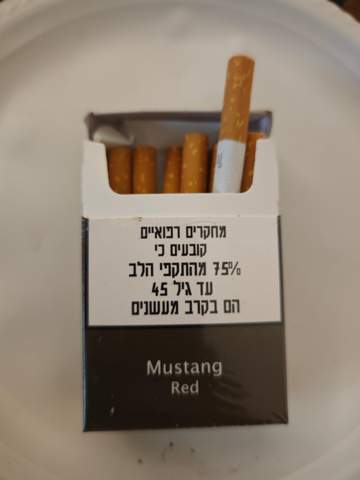 מחקרים רפואיים
קובעים כי
75% מהתקפי הלב
עד גיל 45
הם בקרב מעשנים
Mustang
Red